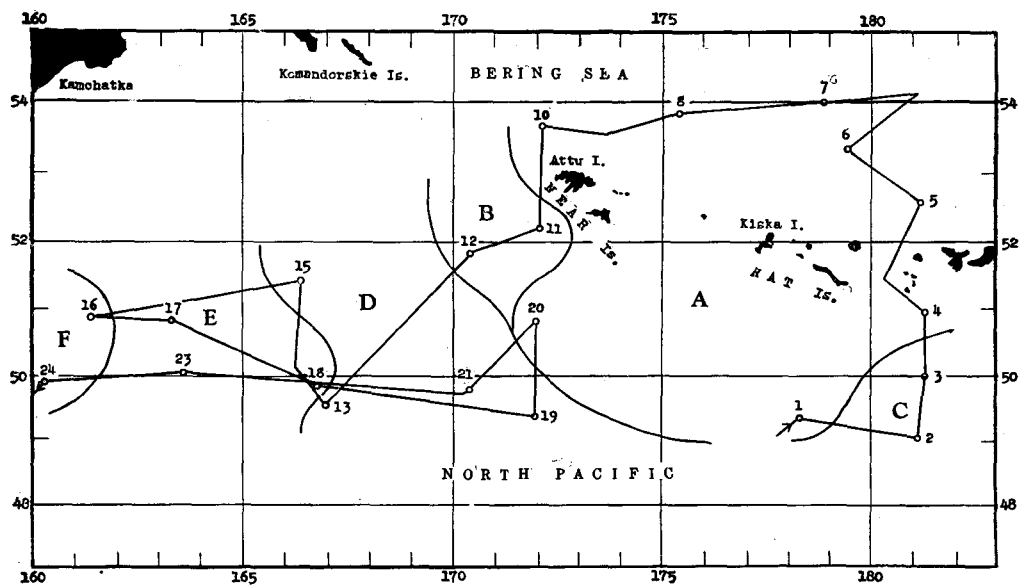 160 165 170 175 180
Komandorskie Is. BERING SEA
Kamchatka
54 54
7
8
10
6
Attu I.
NEAR Is.
5
B
11
Kiska I.
12
52 52
HAT Is.
15
D
A
16 17
E
20
4
F
24 23
50 18 21 3 50
13
1
19
C
2
NORTH PACIFIC
48 48
160 165 170 175 180